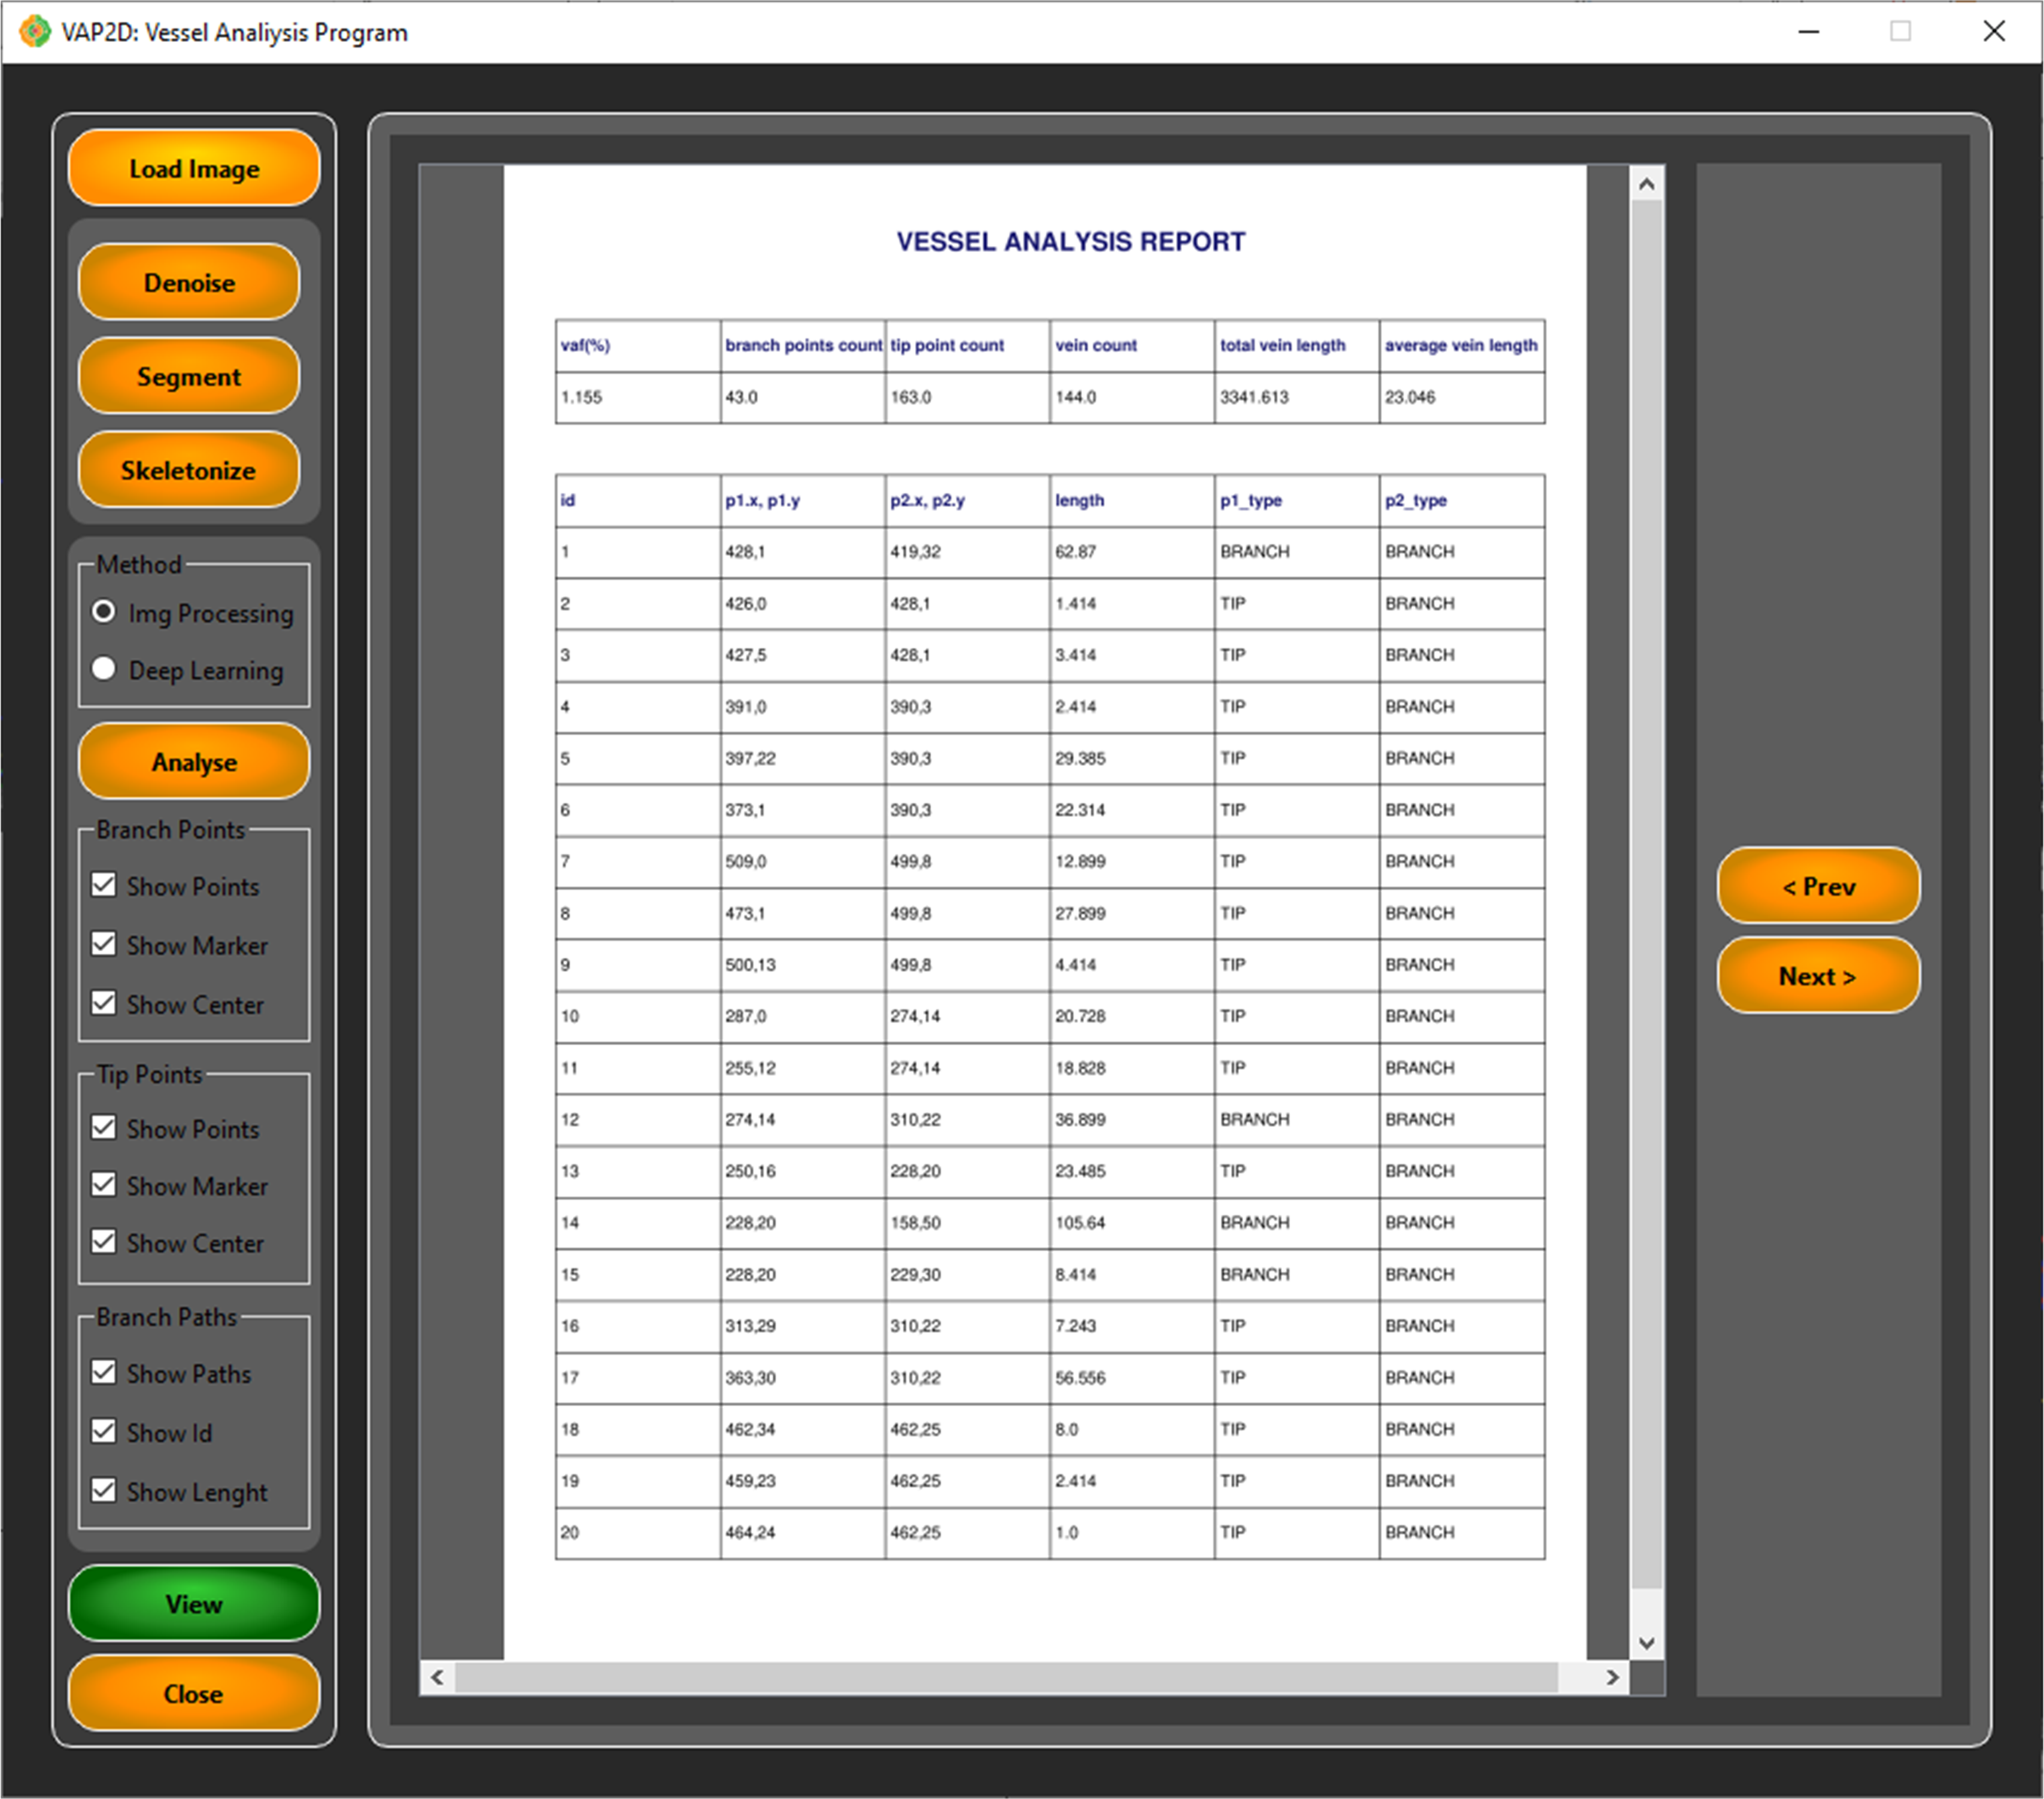 VAP2D: Vessel Analiysis Program
Load Image
Denoise
Segment
Skeletonize
Method
Img Processing
Deep Learning
Analyse
Branch Points
Show Points
Show Marker
Show Center
Tip Points
Show Points
Show Marker
Show Center
Branch Paths
Show Paths
Show Id
Show Lenght
View
Close
VESSEL ANALYSIS REPORT
vaf(%) branch points count tip point count vein count total vein length average vein length
1.155 43.0 163.0 144.0 3341.613 23.046
id p1.x, p1.y p2.x, p2.y length p1_type p2_type
1 428,1 419,32 62.87 BRANCH BRANCH
2 426,0 428,1 1.414 TIP BRANCH
3 427,5 428,1 3.414 TIP BRANCH
4 391,0 390,3 2.414 TIP BRANCH
5 397,22 390,3 29.385 TIP BRANCH
6 373,1 390,3 22.314 TIP BRANCH
7 509,0 499,8 12.899 TIP BRANCH
8 473,1 499,8 27.899 TIP BRANCH
9 500,13 499,8 4.414 TIP BRANCH
10 287,0 274,14 20.728 TIP BRANCH
11 255,12 274,14 18.828 TIP BRANCH
12 274,14 310,22 36.899 BRANCH BRANCH
13 250,16 228,20 23.485 TIP BRANCH
14 228,20 158,50 105.64 BRANCH BRANCH
15 228,20 229,30 8.414 BRANCH BRANCH
16 313,29 310,22 7.243 TIP BRANCH
17 363,30 310,22 56.556 TIP BRANCH
18 462,34 462,25 8.0 TIP BRANCH
19 459,23 462,25 2.414 TIP BRANCH
20 464,24 462,25 1.0 TIP BRANCH
< Prev
Next >